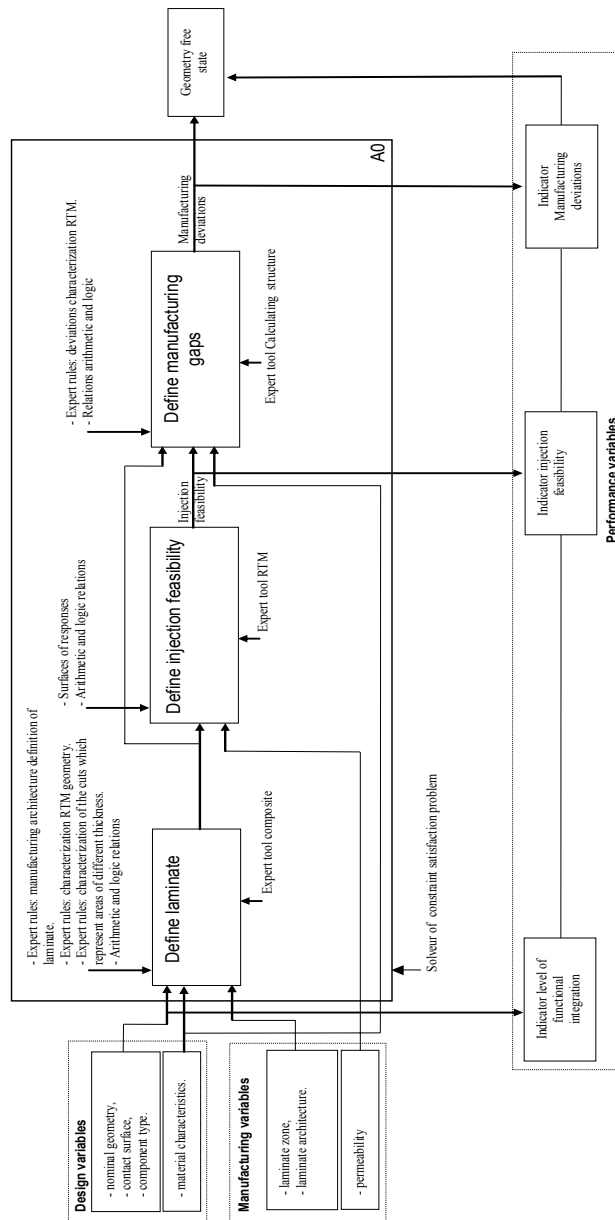 Design variables
- nominal geometry,
- contact surface,
- component type.
- material characteristics.
Manufacturing variables
- laminate zone,
- laminate architecture.
- permeability
- Expert rules: manufacturing architecture definition of
laminate.
- Expert rules: characterization RTM geometry.
- Expert rules: characterization of the cuts which
represent areas of different thickness.
- Arithmetic and logic relations
Define laminate
Expert tool composite
Solveur of constraint satisfaction problem
- Surfaces of responses
- Arithmetic and logic relations
Define injection feasibility
Expert tool RTM
Injection
feasibility
- Expert rules: deviations characterization RTM.
- Relations arithmetic and logic
Define manufacturing
gaps
Expert tool Calculating structure
Manufacturing
deviations
A0
Geometry free
state
Indicator level of
functional
integration
Indicator injection
feasibility
Indicator
Manufacturing
deviations
Performance variables